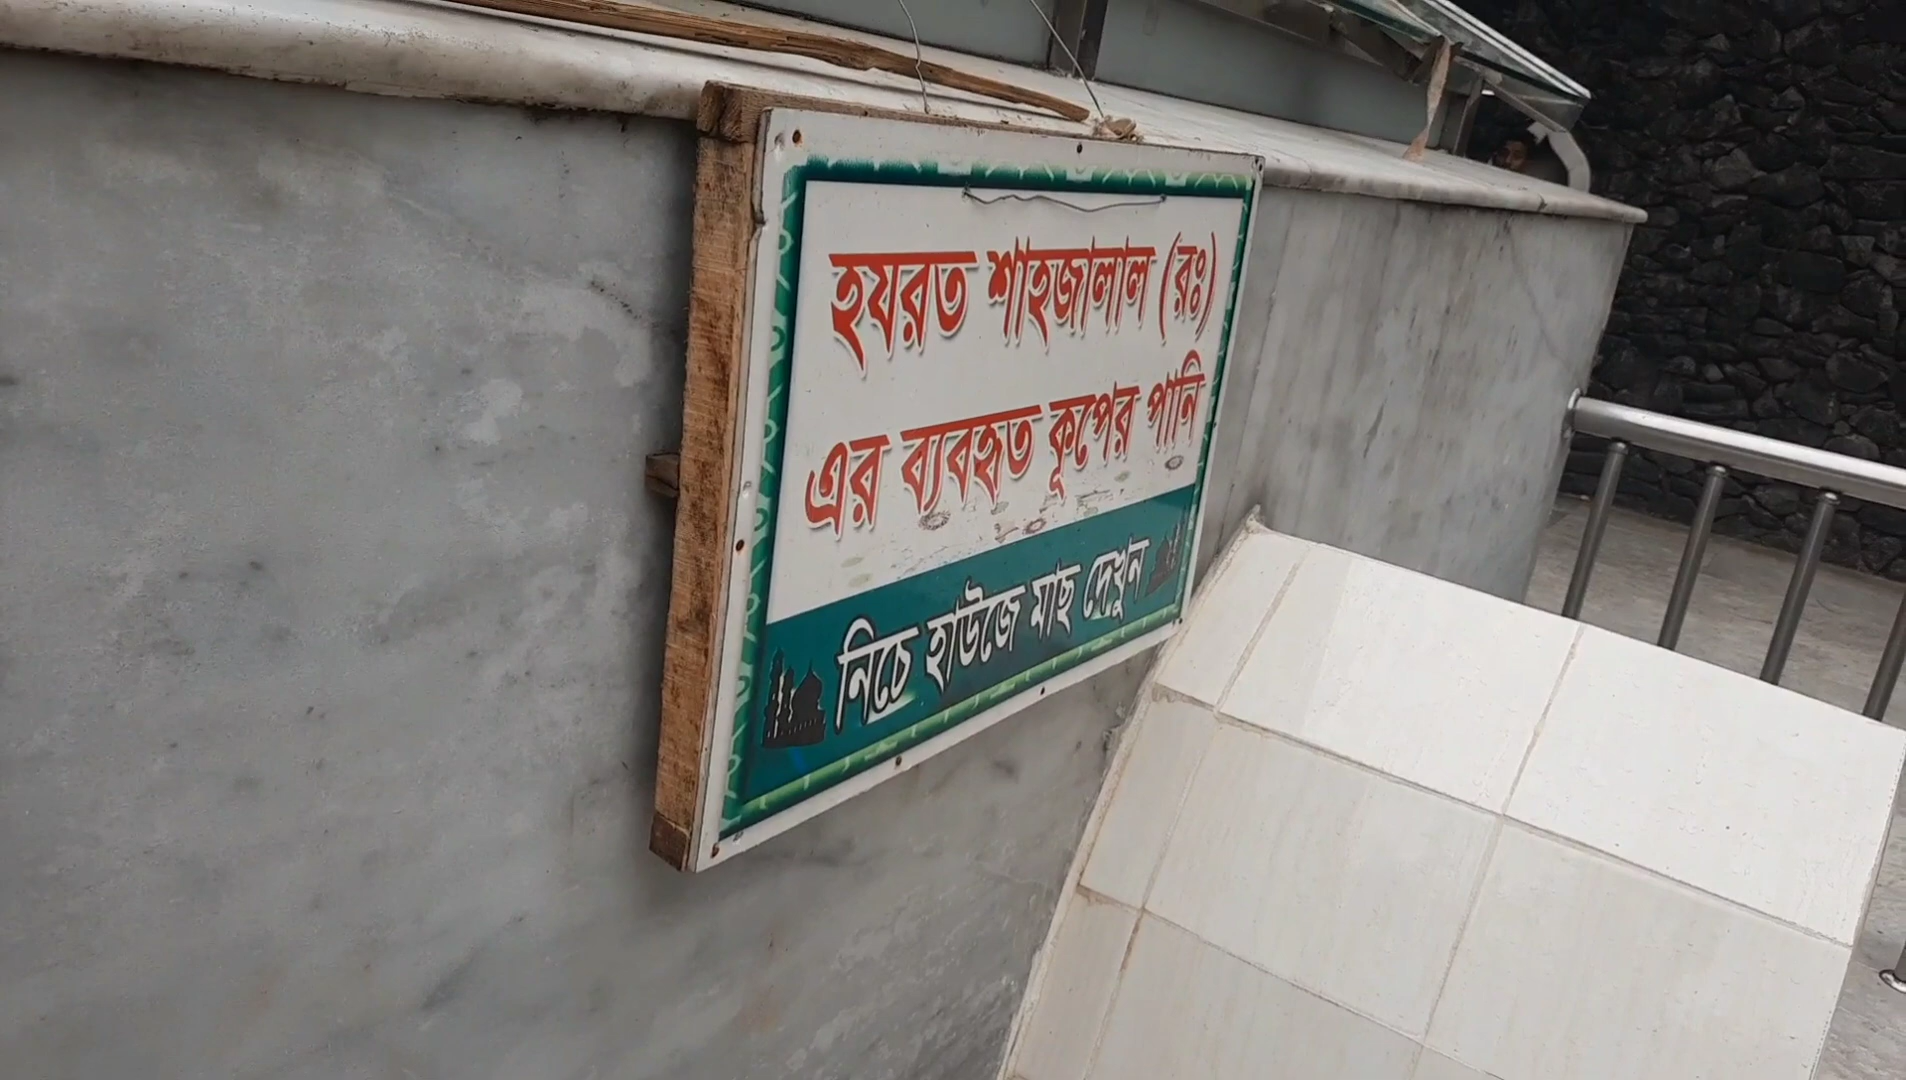 হযরত শাহজালাল (রঃ)
এর ব্যবহৃত কূপের পানি
নিচে হাউজে মাছ দেখুন